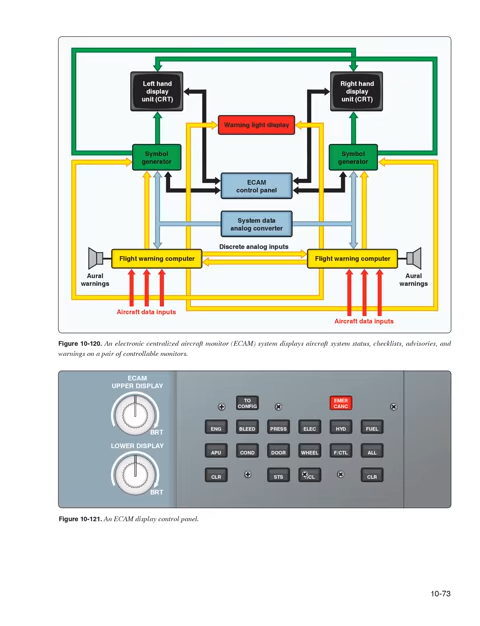 Left hand
display
unit (CRT)
Right hand
display
unit (CRT)
Warning light display
Symbol
generator
Symbol
generator
ECAM
control panel
System data
analog converter
Discrete analog inputs
Flight warning computer
Flight warning computer
Aural
warnings
Aural
warnings
Aircraft data inputs
Aircraft data inputs
Figure 10-120. An electronic centralized aircraft monitor (ECAM) system displays aircraft system status, checklists, advisories, and
warnings on a pair of controllable monitors.
ECAM
UPPER DISPLAY
BRT
LOWER DISPLAY
BRT
TO
CONFIG
EMER
CANC
ENG BLEED PRESS ELEC HYD FUEL
APU COND DOOR WHEEL F/CTL ALL
CLR STS CLR
Figure 10-121. An ECAM display control panel.
10-73